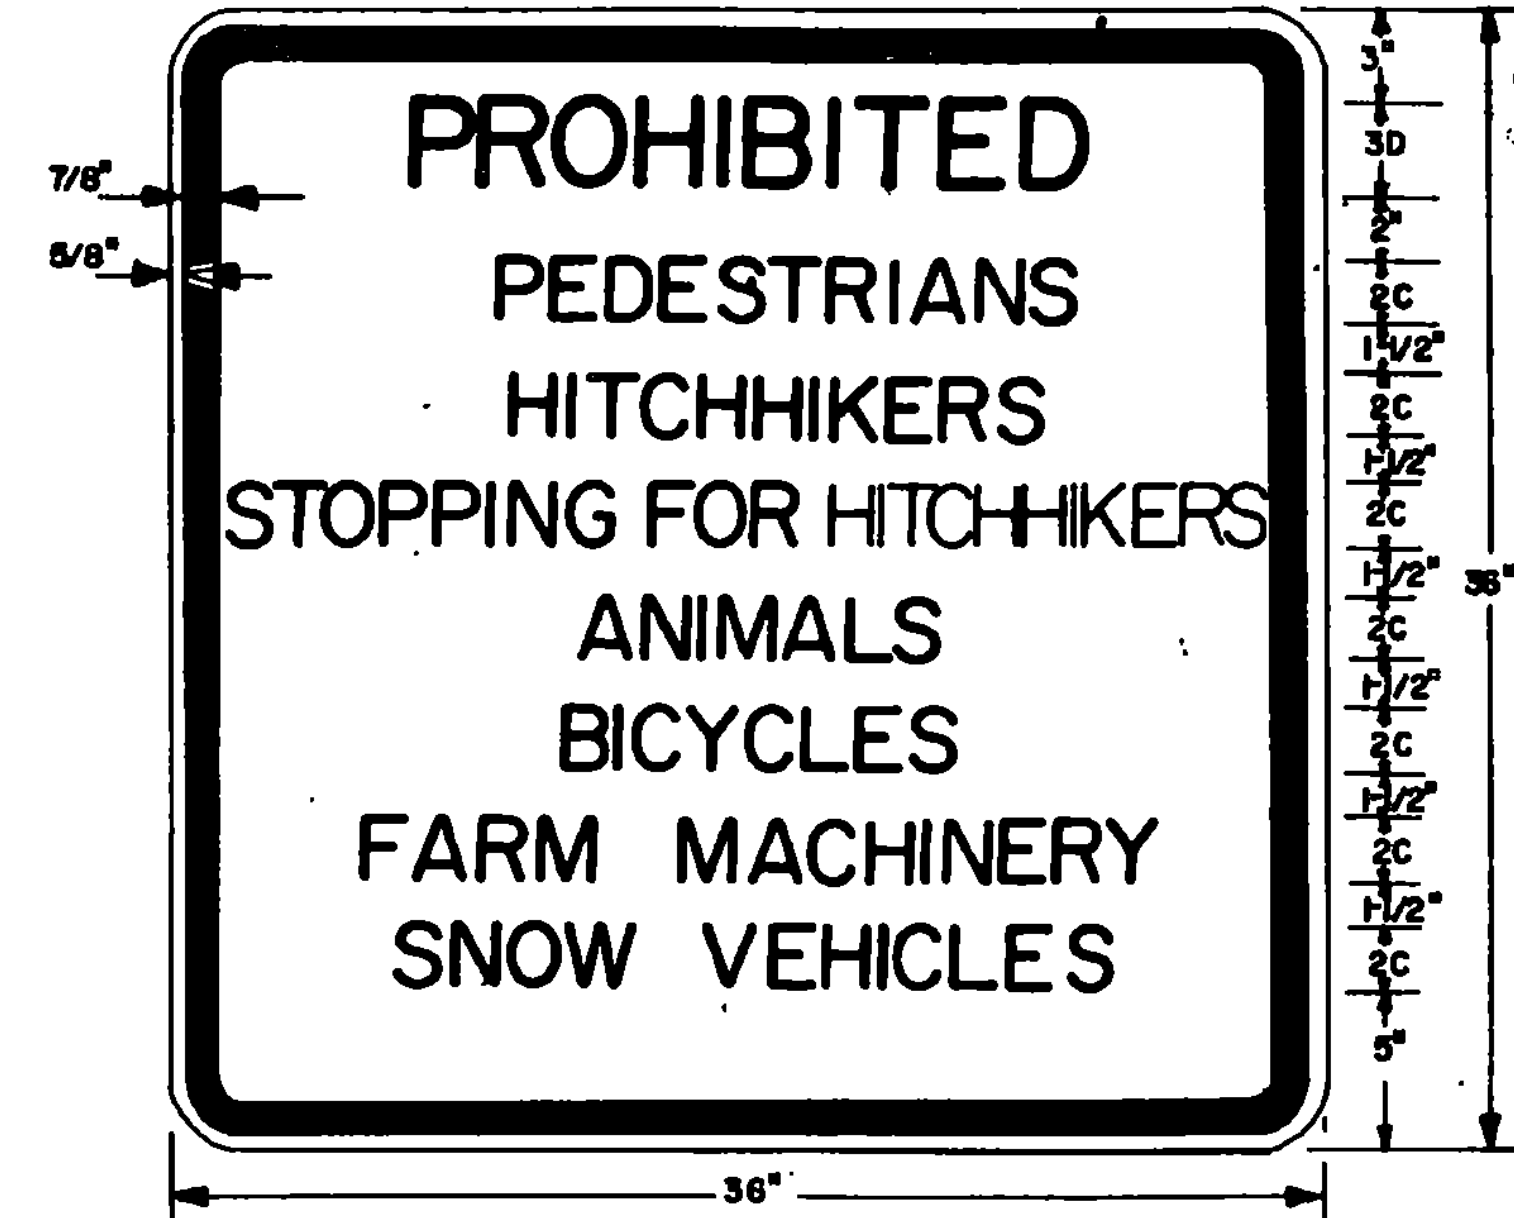 PROHIBITED
PEDESTRIANS
HITCHHIKERS
STOPPING FOR HITCHHIKERS
ANIMALS
BICYCLES
FARM MACHINERY
SNOW VEHICLES
7/8"
5/8"
3"
3D
2"
2C
1 1/2"
2C
1 1/2"
2C
1 1/2"
2C
1 1/2"
2C
1 1/2"
2C
1 1/2"
2C
5"
36"
36"